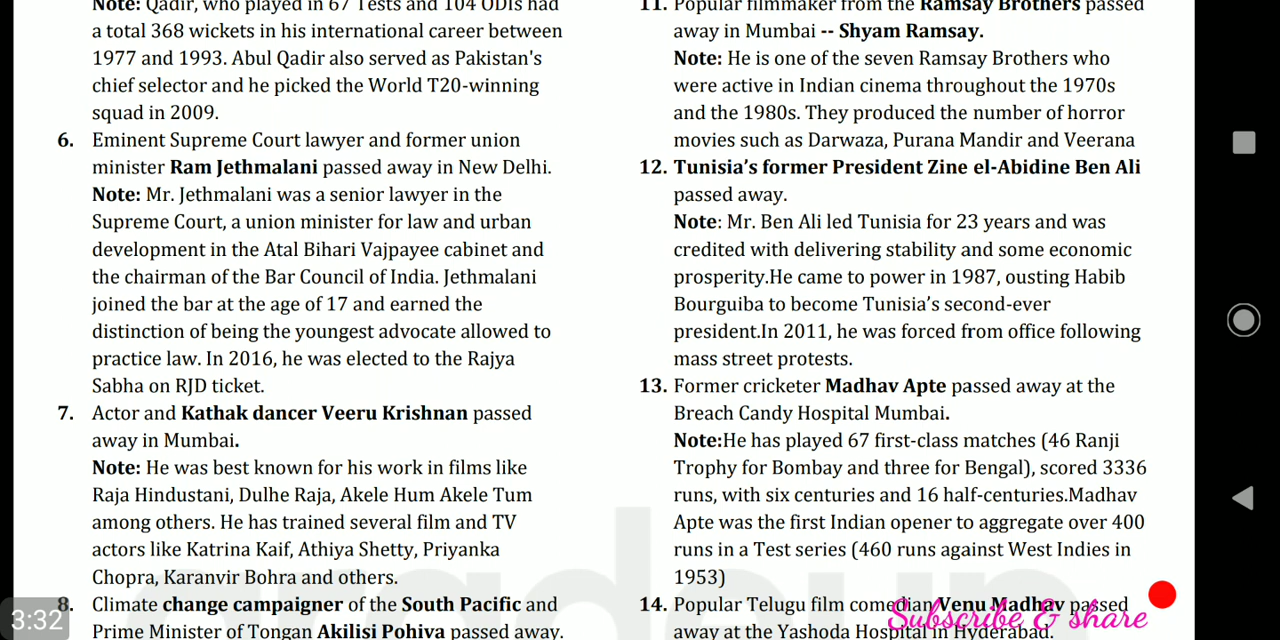 Note: Qadir, who played in 67 Tests and 104 ODIs had
a total 368 wickets in his international career between
1977 and 1993. Abul Qadir also served as Pakistan's
chief selector and he picked the World T20-winning
squad in 2009.
6. Eminent Supreme Court lawyer and former union
minister Ram Jethmalani passed away in New Delhi.
Note: Mr. Jethmalani was a senior lawyer in the
Supreme Court, a union minister for law and urban
development in the Atal Bihari Vajpayee cabinet and
the chairman of the Bar Council of India. Jethmalani
joined the bar at the age of 17 and earned the
distinction of being the youngest advocate allowed to
practice law. In 2016, he was elected to the Rajya
Sabha on RJD ticket.
7. Actor and Kathak dancer Veeru Krishnan passed
away in Mumbai.
Note: He was best known for his work in films like
Raja Hindustani, Dulhe Raja, Akele Hum Akele Tum
among others. He has trained several film and TV
actors like Katrina Kaif, Athiya Shetty, Priyanka
Chopra, Karanvir Bohra and others.
8. Climate change campaigner of the South Pacific and
Prime Minister of Tongan Akilisi Pohiva passed away.
11. Popular filmmaker from the Ramsay Brothers passed
away in Mumbai -- Shyam Ramsay.
Note: He is one of the seven Ramsay Brothers who
were active in Indian cinema throughout the 1970s
and the 1980s. They produced the number of horror
movies such as Darwaza, Purana Mandir and Veerana
12. Tunisia's former President Zine el-Abidine Ben Ali
passed away.
Note: Mr. Ben Ali led Tunisia for 23 years and was
credited with delivering stability and some economic
prosperity.He came to power in 1987, ousting Habib
Bourguiba to become Tunisia's second-ever
president.In 2011, he was forced from office following
mass street protests.
13. Former cricketer Madhav Apte passed away at the
Breach Candy Hospital Mumbai.
Note:He has played 67 first-class matches (46 Ranji
Trophy for Bombay and three for Bengal), scored 3336
runs, with six centuries and 16 half-centuries.Madhav
Apte was the first Indian opener to aggregate over 400
runs in a Test series (460 runs against West Indies in
1953)
14. Popular Telugu film comedian Venu Madhav passed
away at the Yashoda Hospital in Hyderabad.
3:32
Subscribe & share